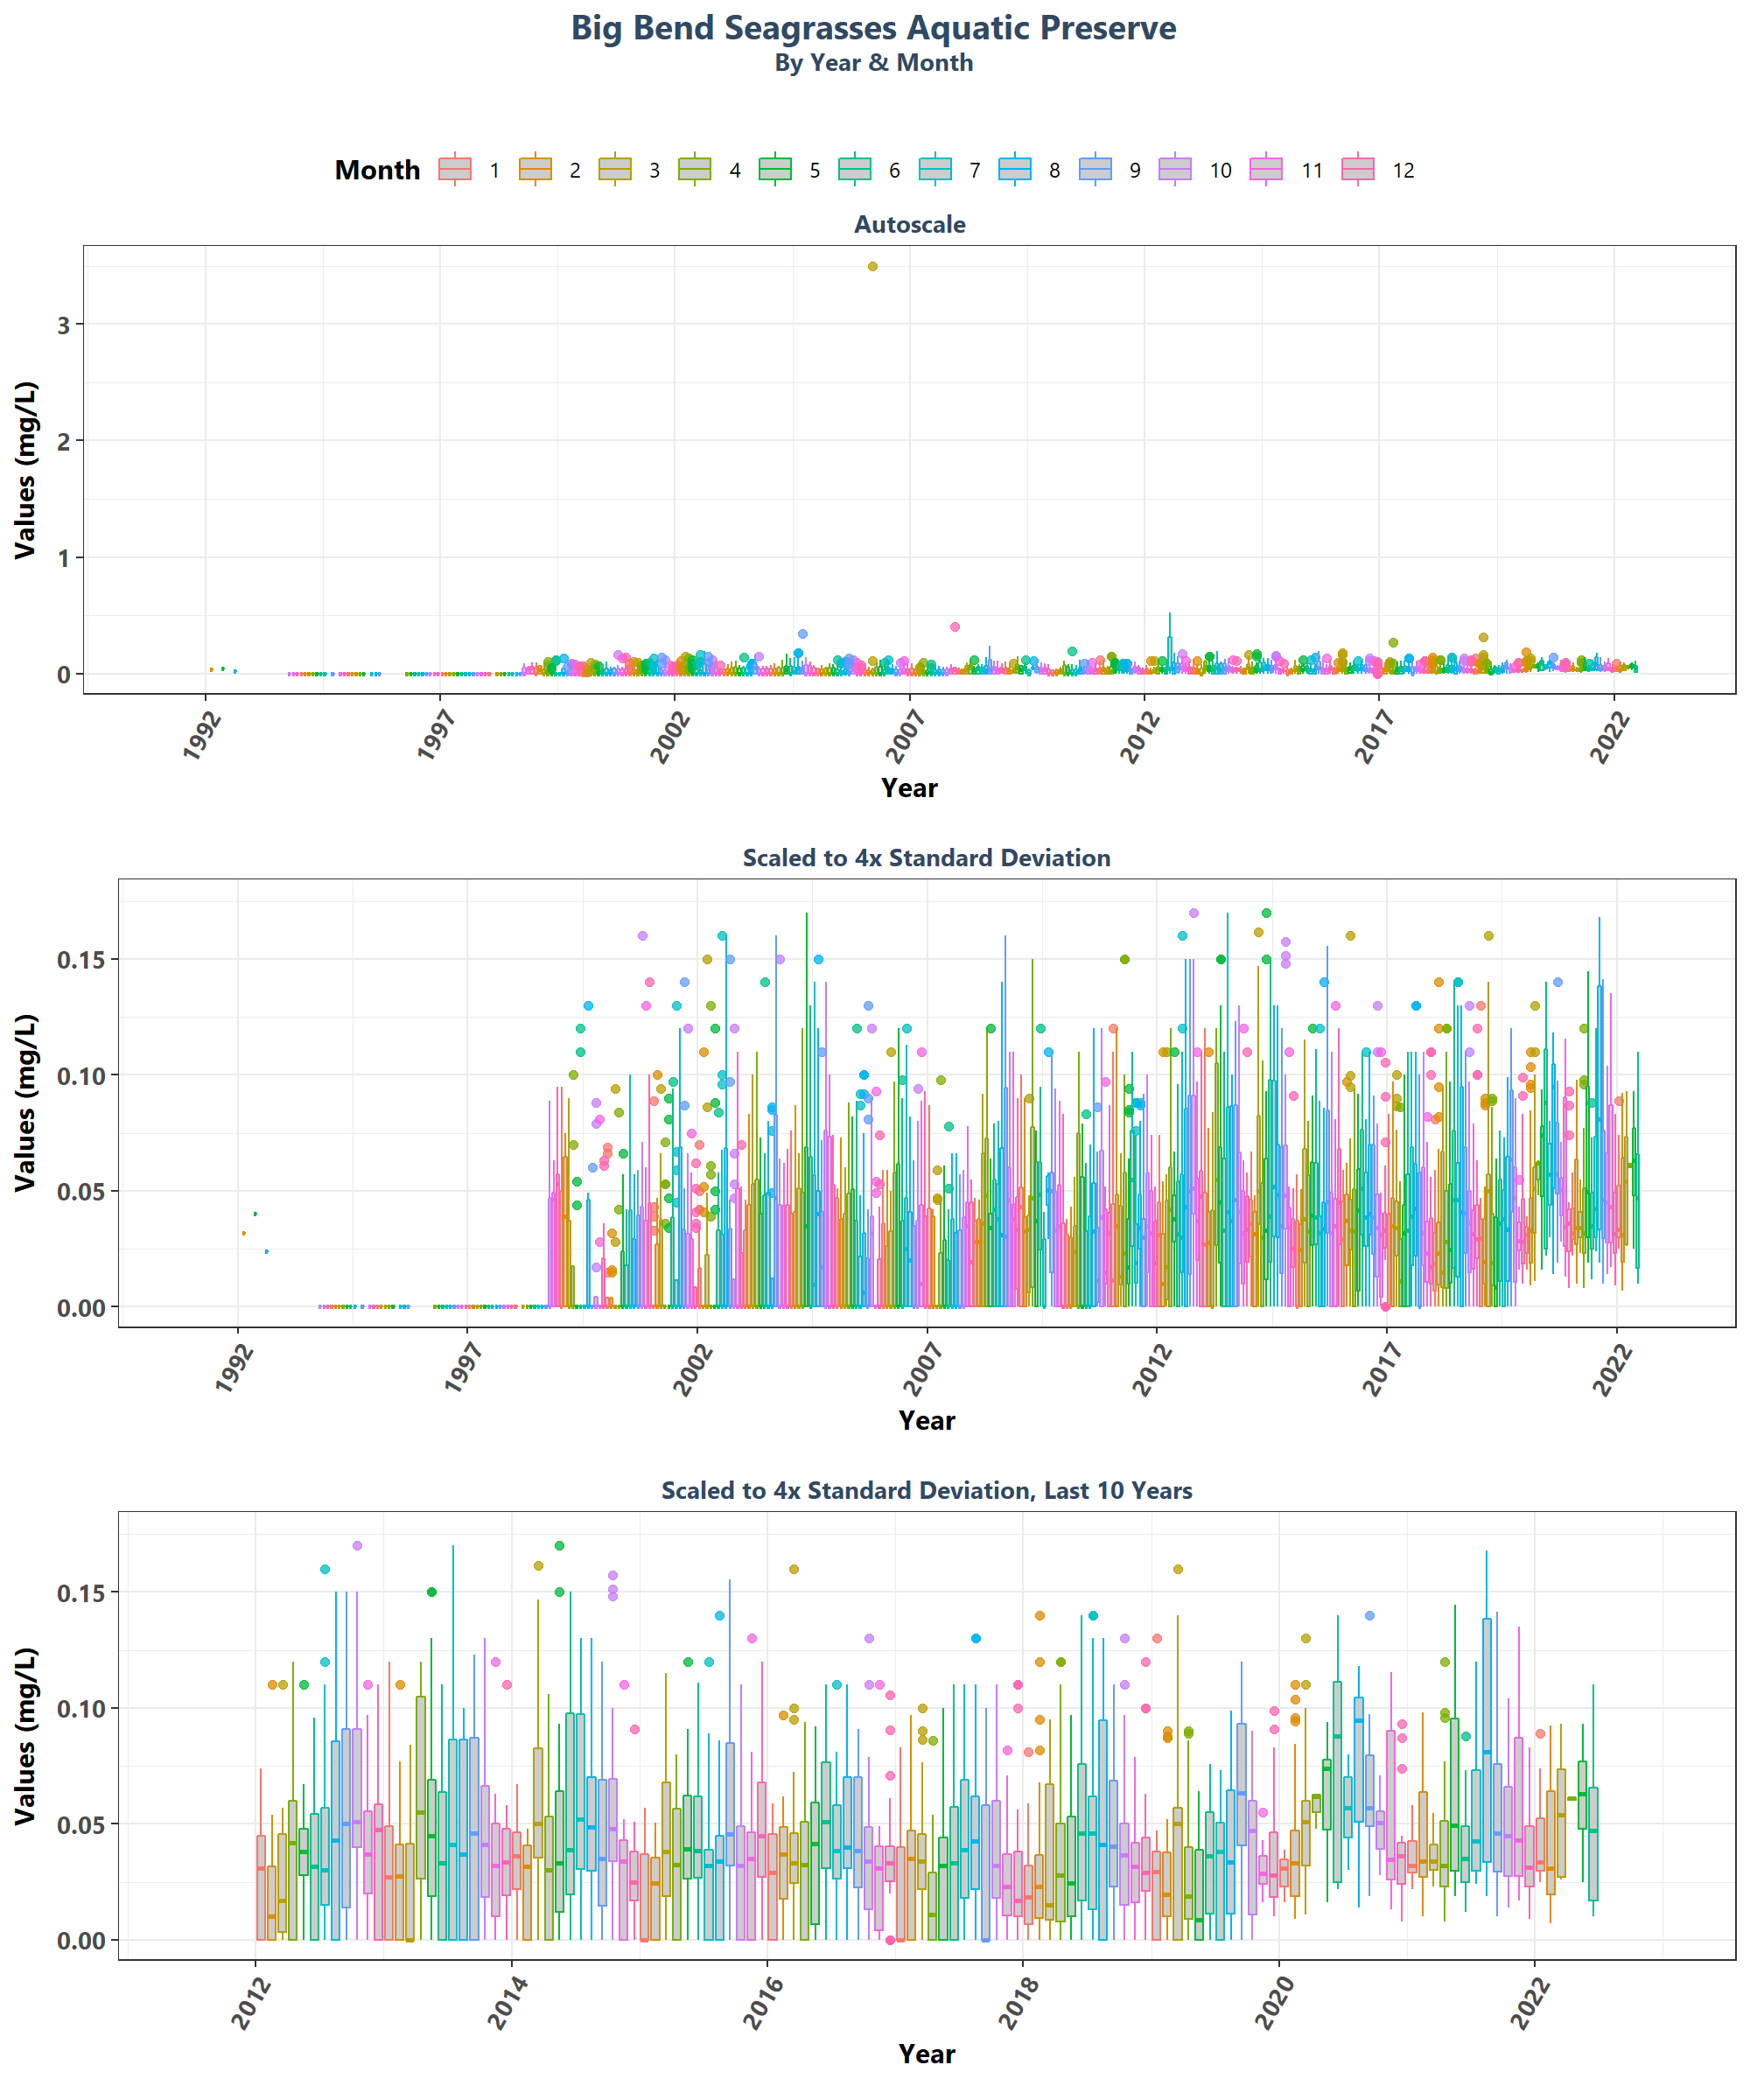 Big Bend Seagrasses Aquatic Preserve
By Year & Month
Month 1 2 3 4 5 6 7 8 9 10 11 12
Autoscale
Values (mg/L)
3
2
1
0
1992 1997 2002 2007 2012 2017 2022
Year
Scaled to 4x Standard Deviation
Values (mg/L)
0.15
0.10
0.05
0.00
1992 1997 2002 2007 2012 2017 2022
Year
Scaled to 4x Standard Deviation, Last 10 Years
Values (mg/L)
0.15
0.10
0.05
0.00
2012 2014 2016 2018 2020 2022
Year